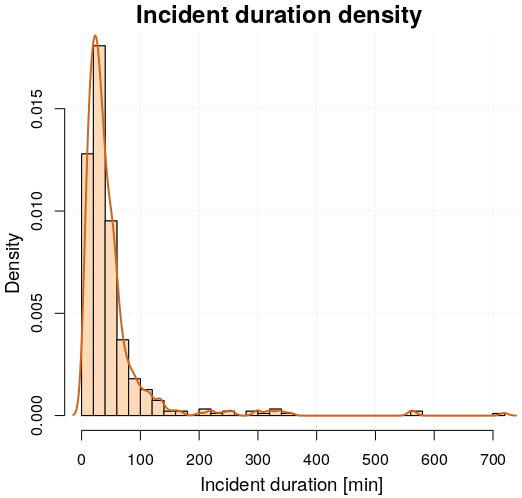 Incident duration density
Density
0.015
0.010
0.005
0.000
0 100 200 300 400 500 600 700
Incident duration [min]